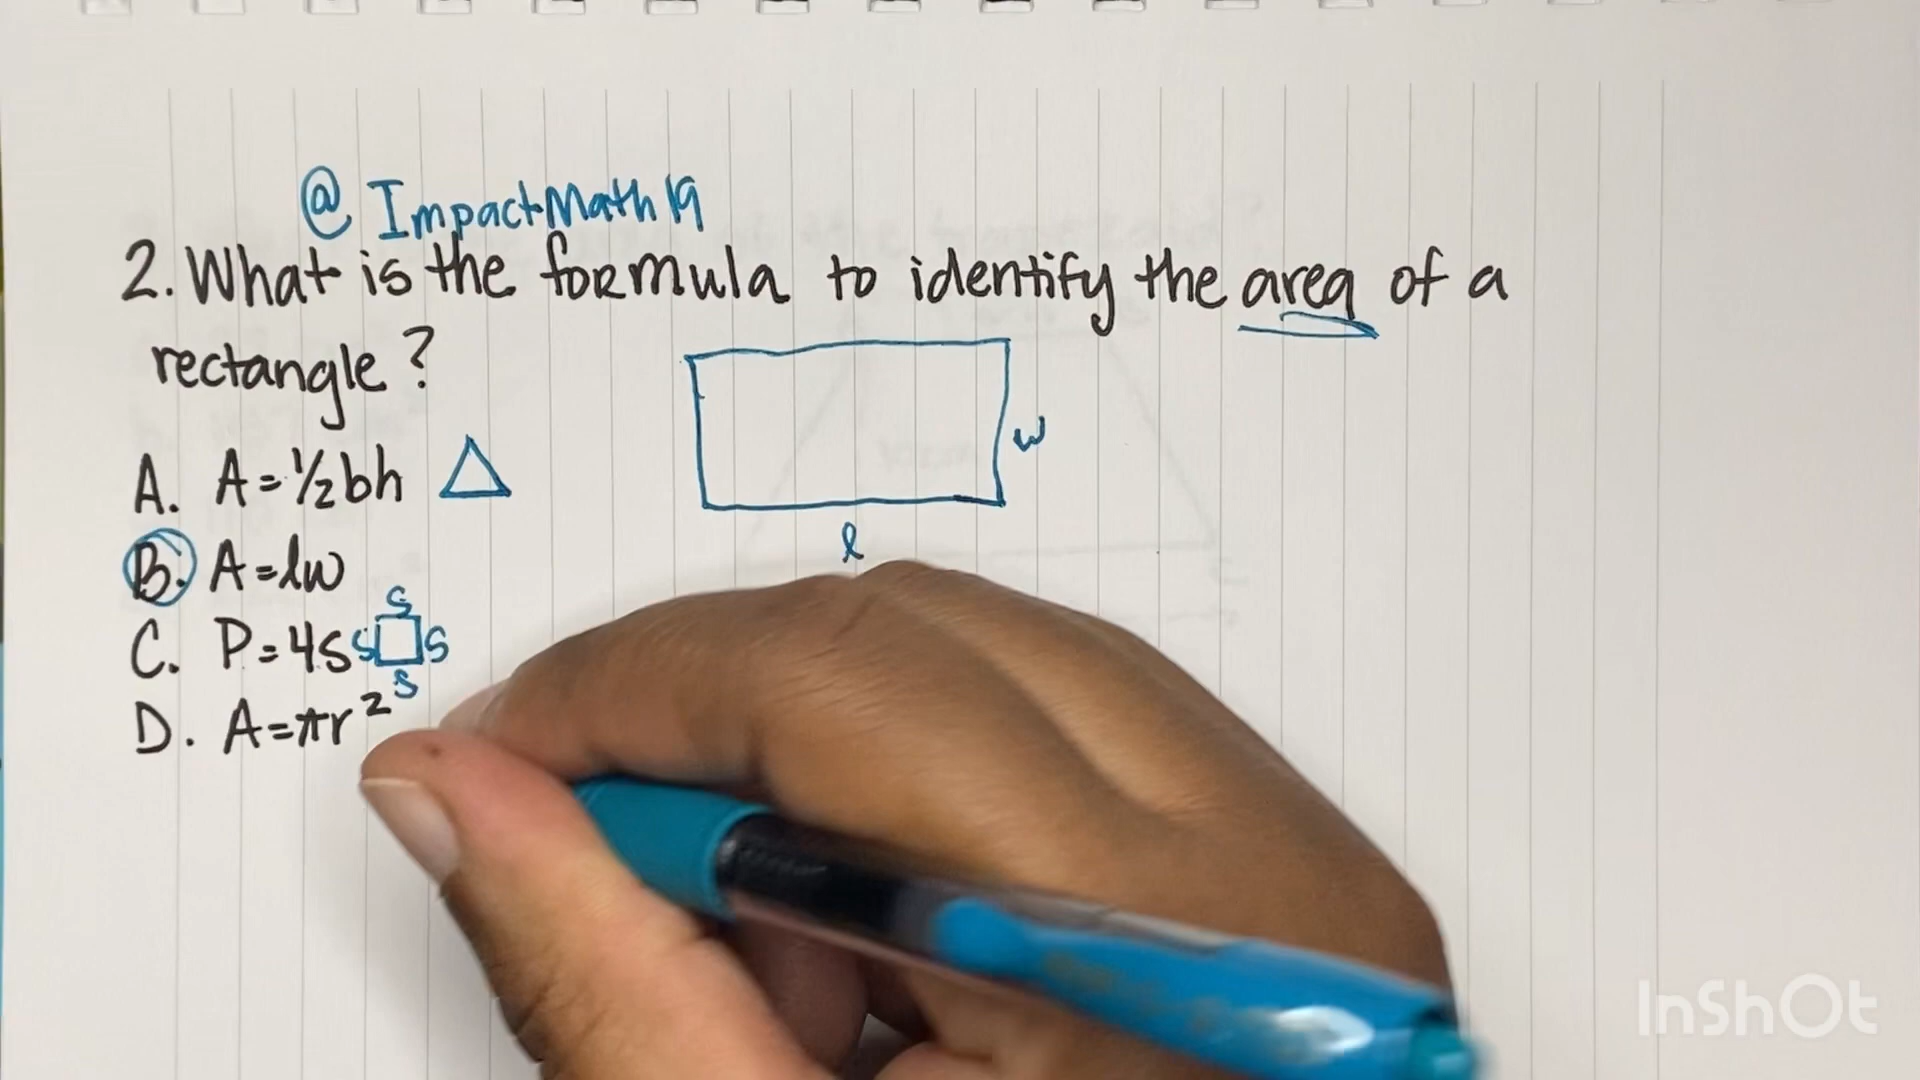 @ImpactMath19
2. What is the formula to identify the area of a
rectangle?
w
A. A=½bh
l
B. A=lw
s
C. P=4s s s
s
D. A=πr²
InShOt